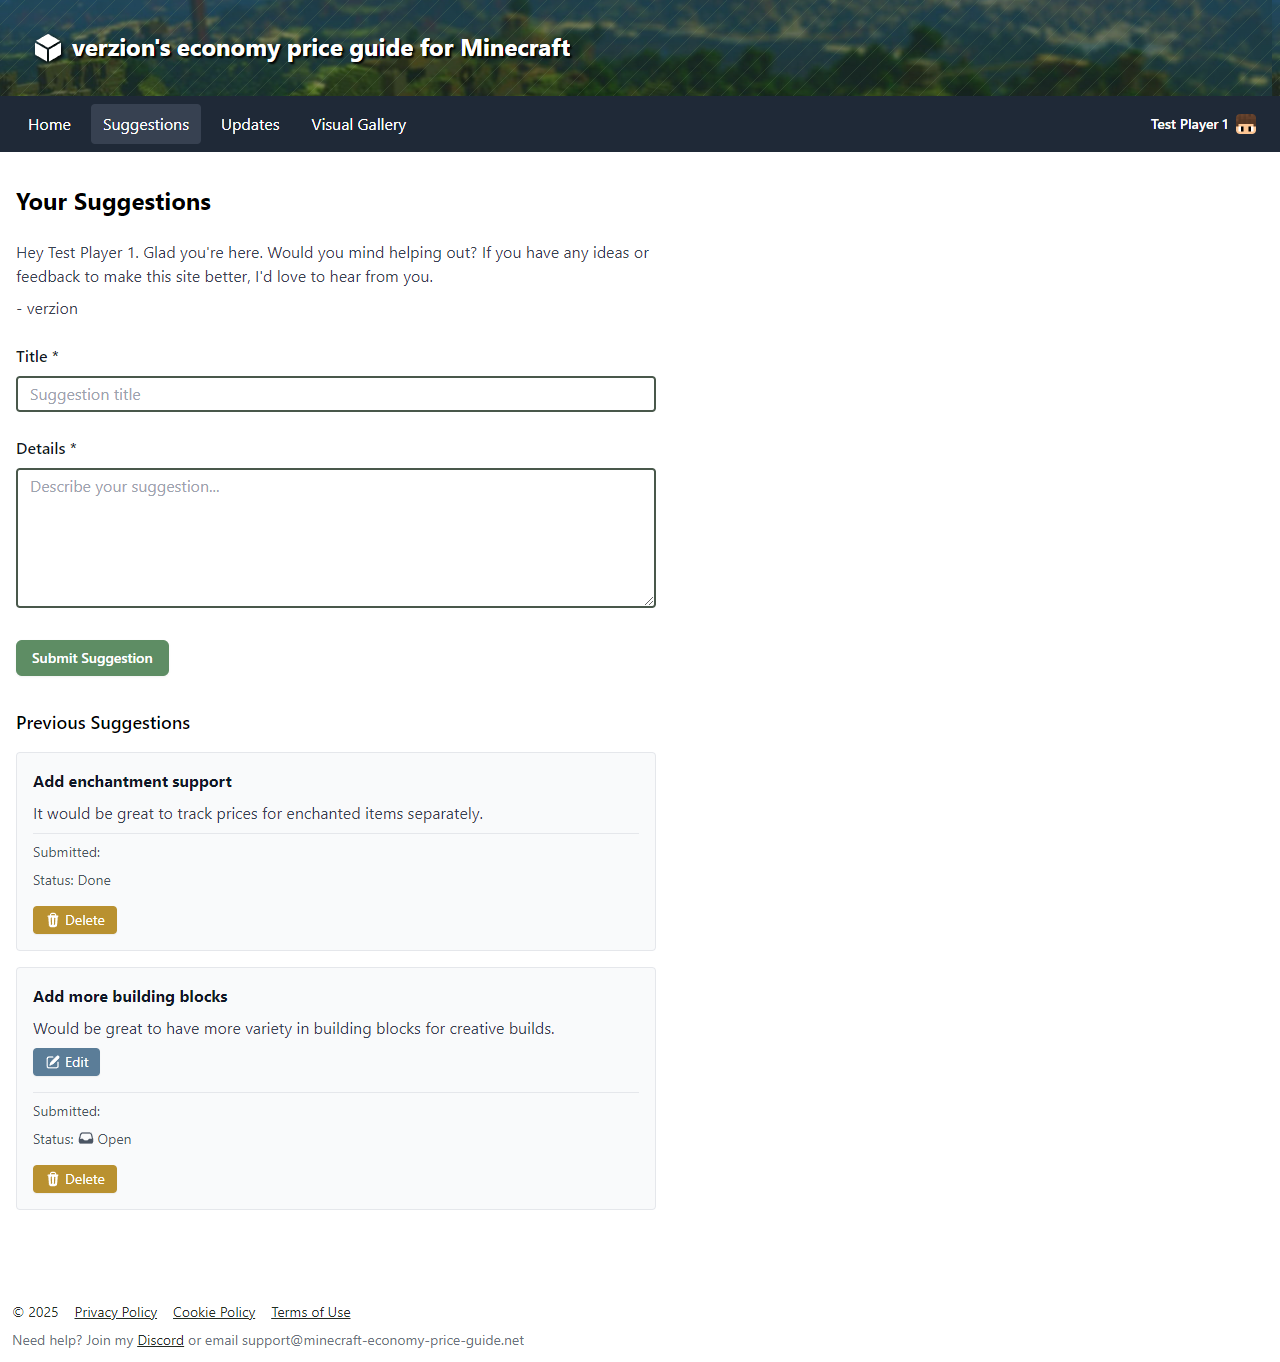 verzion's economy price guide for Minecraft
Home Suggestions Updates Visual Gallery Test Player 1
Your Suggestions
Hey Test Player 1. Glad you're here. Would you mind helping out? If you have any ideas or
feedback to make this site better, I'd love to hear from you.
- verzion
Title *
Suggestion title
Details *
Describe your suggestion...
Submit Suggestion
Previous Suggestions
Add enchantment support
It would be great to track prices for enchanted items separately.
Submitted:
Status: Done
Delete
Add more building blocks
Would be great to have more variety in building blocks for creative builds.
Edit
Submitted:
Status: Open
Delete
© 2025 Privacy Policy Cookie Policy Terms of Use
Need help? Join my Discord or email support@minecraft-economy-price-guide.net